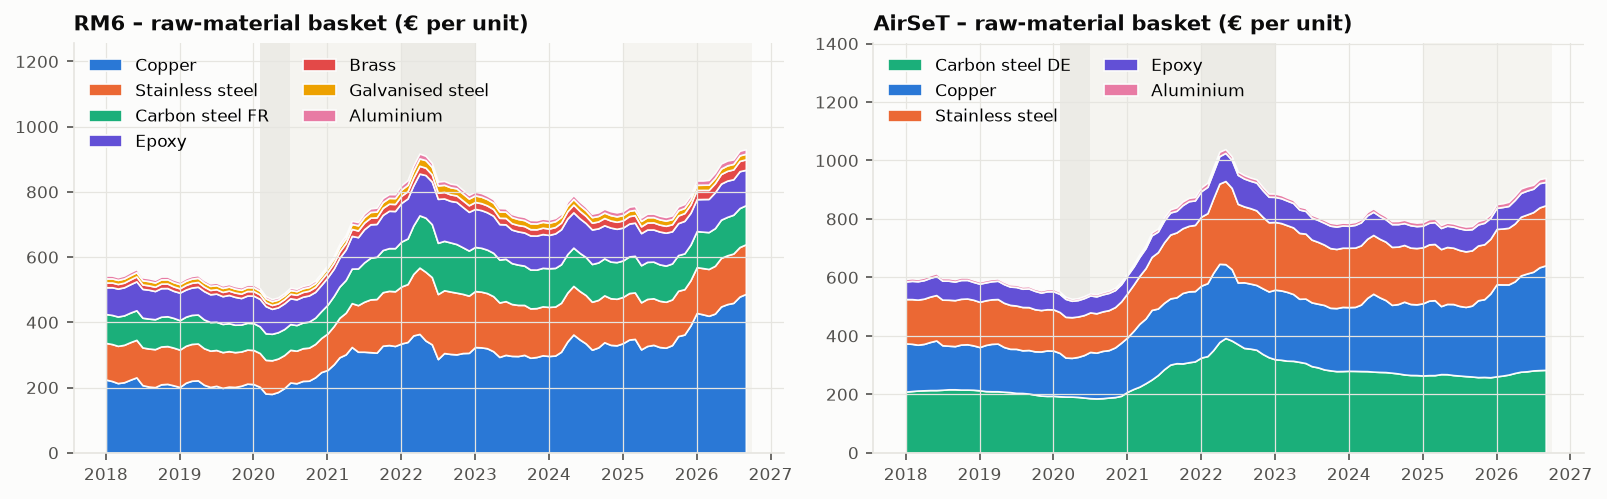 RM6 – raw-material basket (€ per unit)
Copper
Stainless steel
Carbon steel FR
Epoxy
Brass
Galvanised steel
Aluminium
1200
1000
800
600
400
200
0
2018 2019 2020 2021 2022 2023 2024 2025 2026 2027
AirSeT – raw-material basket (€ per unit)
Carbon steel DE
Copper
Stainless steel
Epoxy
Aluminium
1400
1200
1000
800
600
400
200
0
2018 2019 2020 2021 2022 2023 2024 2025 2026 2027